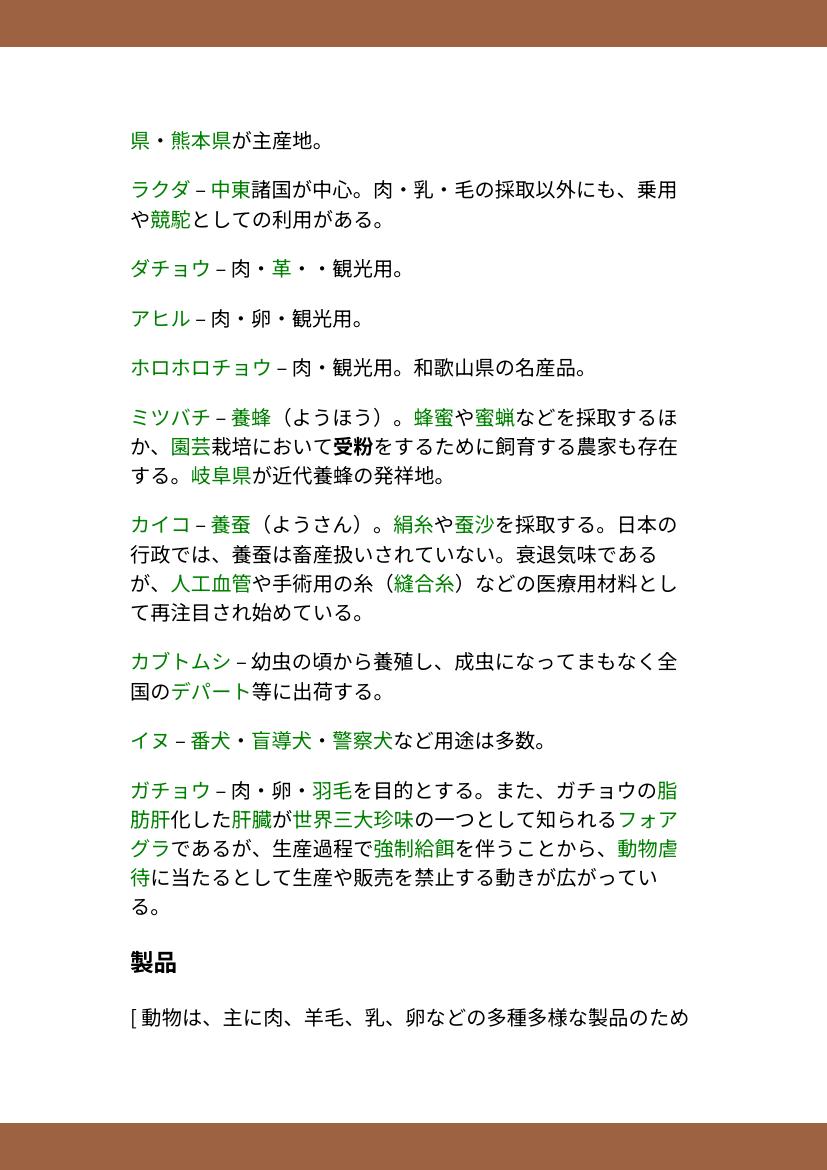 県・熊本県が主産地。
ラクダ – 中東諸国が中心。肉・乳・毛の採取以外にも、乗用
や競駝としての利用がある。
ダチョウ – 肉・革・・観光用。
アヒル – 肉・卵・観光用。
ホロホロチョウ – 肉・観光用。和歌山県の名産品。
ミツバチ – 養蜂（ようほう）。蜂蜜や蜜蝋などを採取するほ
か、園芸栽培において受粉をするために飼育する農家も存在
する。岐阜県が近代養蜂の発祥地。
カイコ – 養蚕（ようさん）。絹糸や蚕沙を採取する。日本の
行政では、養蚕は畜産扱いされていない。衰退気味である
が、人工血管や手術用の糸（縫合糸）などの医療用材料とし
て再注目され始めている。
カブトムシ – 幼虫の頃から養殖し、成虫になってまもなく全
国のデパート等に出荷する。
イヌ – 番犬・盲導犬・警察犬など用途は多数。
ガチョウ – 肉・卵・羽毛を目的とする。また、ガチョウの脂
肪肝化した肝臓が世界三大珍味の一つとして知られるフォア
グラであるが、生産過程で強制給餌を伴うことから、動物虐
待に当たるとして生産や販売を禁止する動きが広がってい
る。
製品
[ 動物は、主に肉、羊毛、乳、卵などの多種多様な製品のため